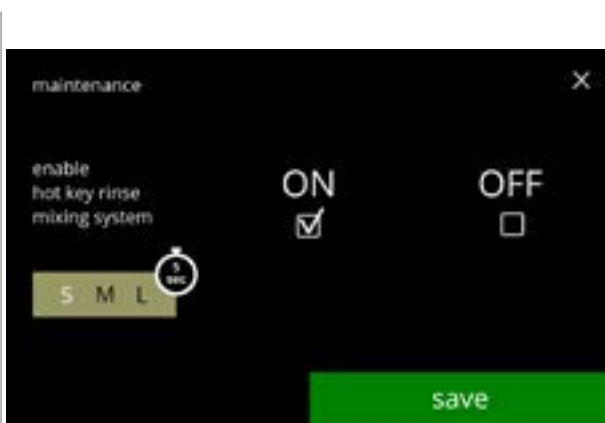 maintenance
enable
hot key rinse
mixing system
ON
OFF
S M L
5
sec
save